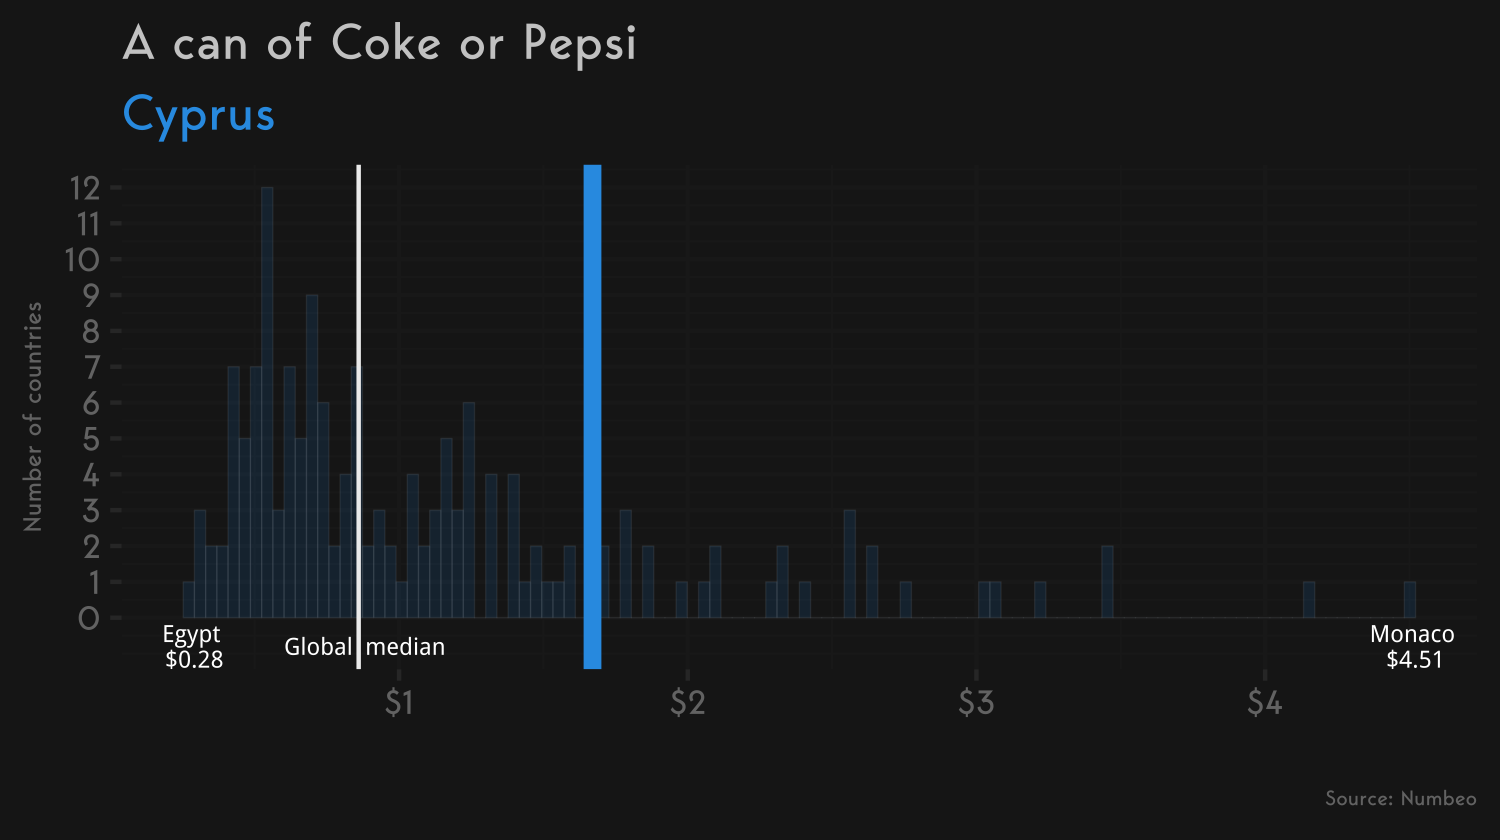 A can of Coke or Pepsi
Cyprus
Number of countries
12
11
10
9
8
7
6
5
4
3
2
1
0
Egypt
$0.28
Global median
Monaco
$4.51
$1
$2
$3
$4
Source: Numbeo